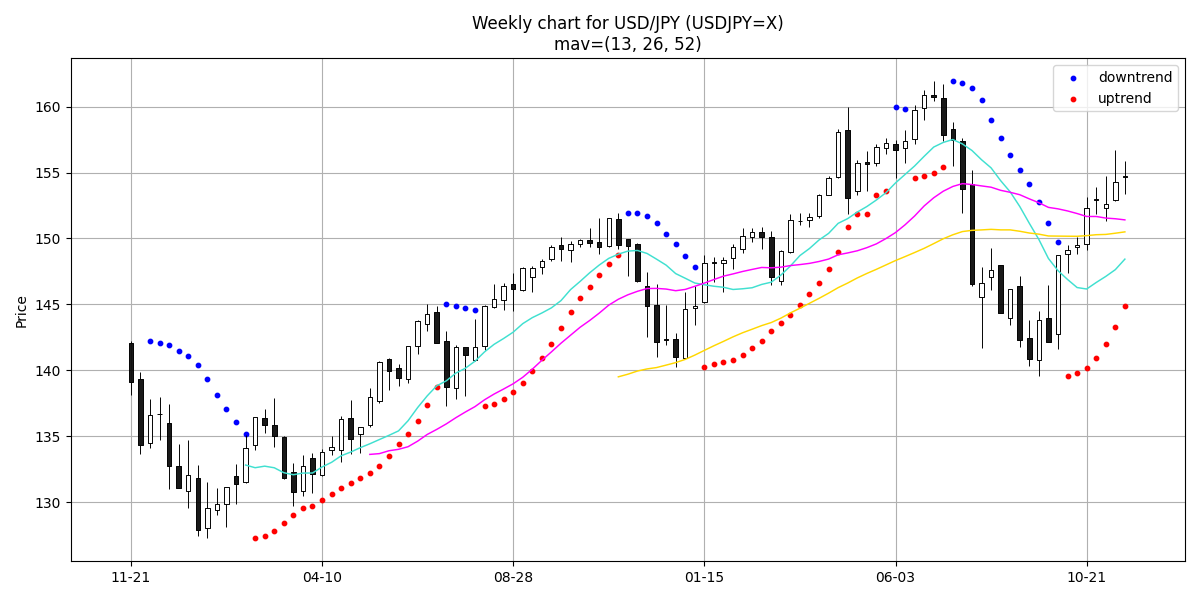 Weekly chart for USD/JPY (USDJPY=X)
mav=(13, 26, 52)
downtrend
uptrend
160
155
150
145
140
135
130
Price
11-21
04-10
08-28
01-15
06-03
10-21